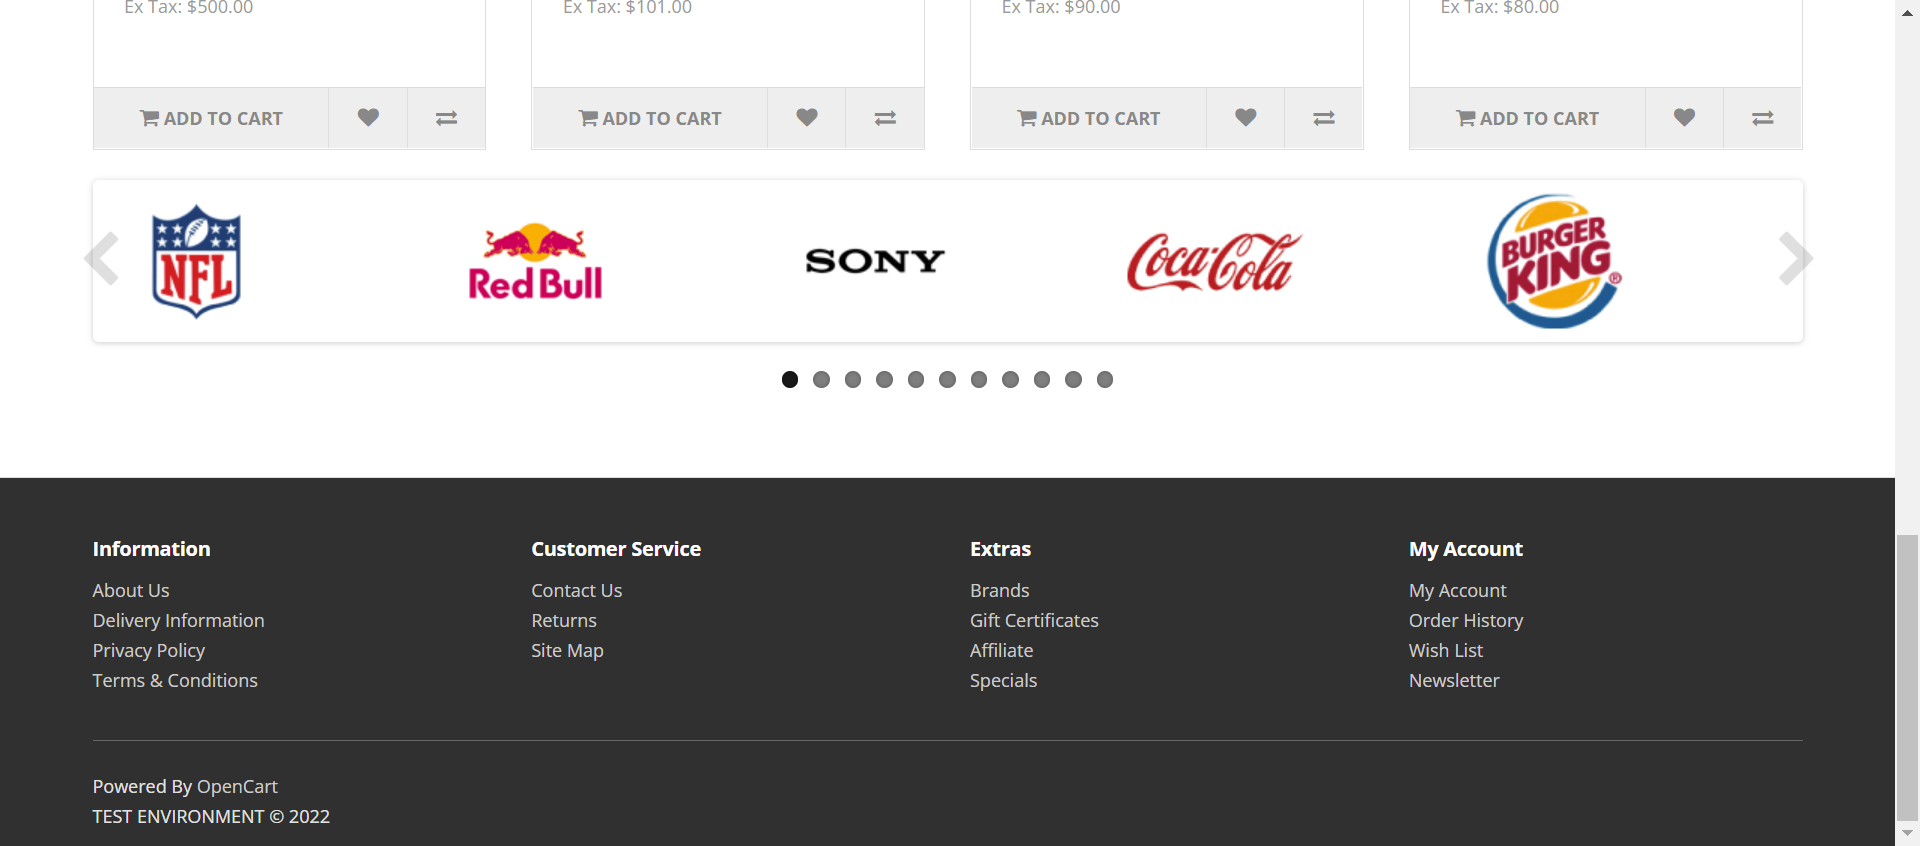 Ex Tax: $500.00 Ex Tax: $101.00 Ex Tax: $90.00 Ex Tax: $80.00
ADD TO CART ADD TO CART ADD TO CART ADD TO CART
NFL Red Bull SONY Coca-Cola BURGER KING ®
Information
About Us
Delivery Information
Privacy Policy
Terms & Conditions
Customer Service
Contact Us
Returns
Site Map
Extras
Brands
Gift Certificates
Affiliate
Specials
My Account
My Account
Order History
Wish List
Newsletter
Powered By OpenCart
TEST ENVIRONMENT © 2022